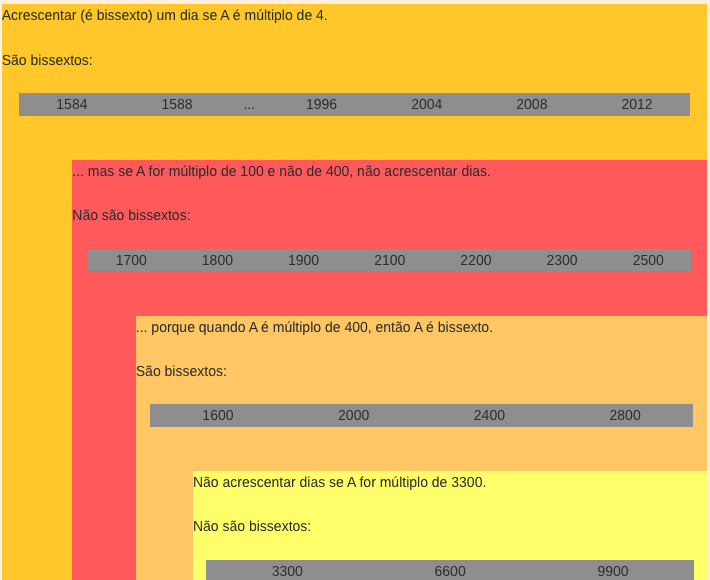 Acrescentar (é bissexto) um dia se A é múltiplo de 4.
São bissextos:
1584 1588 ... 1996 2004 2008 2012
... mas se A for múltiplo de 100 e não de 400, não acrescentar dias.
Não são bissextos:
1700 1800 1900 2100 2200 2300 2500
... porque quando A é múltiplo de 400, então A é bissexto.
São bissextos:
1600 2000 2400 2800
Não acrescentar dias se A for múltiplo de 3300.
Não são bissextos:
3300 6600 9900